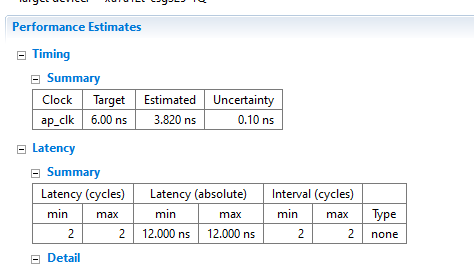 Performance Estimates
Timing
Summary
Clock Target Estimated Uncertainty
ap_clk 6.00 ns 3.820 ns 0.10 ns
Latency
Summary
Latency (cycles) Latency (absolute) Interval (cycles)
min max min max min max Type
2 2 12.000 ns 12.000 ns 2 2 none
Detail